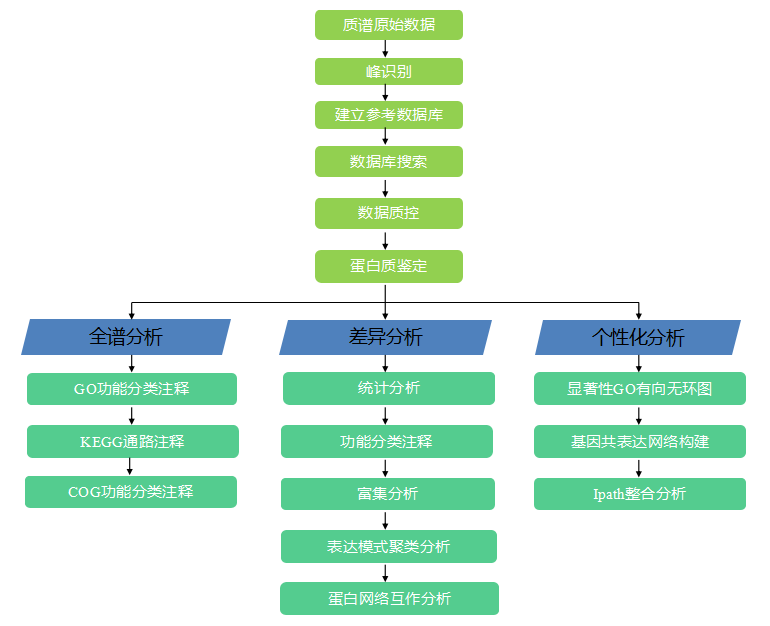 质谱原始数据
峰识别
建立参考数据库
数据库搜索
数据质控
蛋白质鉴定
全谱分析
GO功能分类注释
KEGG通路注释
COG功能分类注释
差异分析
统计分析
功能分类注释
富集分析
表达模式聚类分析
蛋白网络互作分析
个性化分析
显著性GO有向无环图
基因共表达网络构建
Ipath整合分析